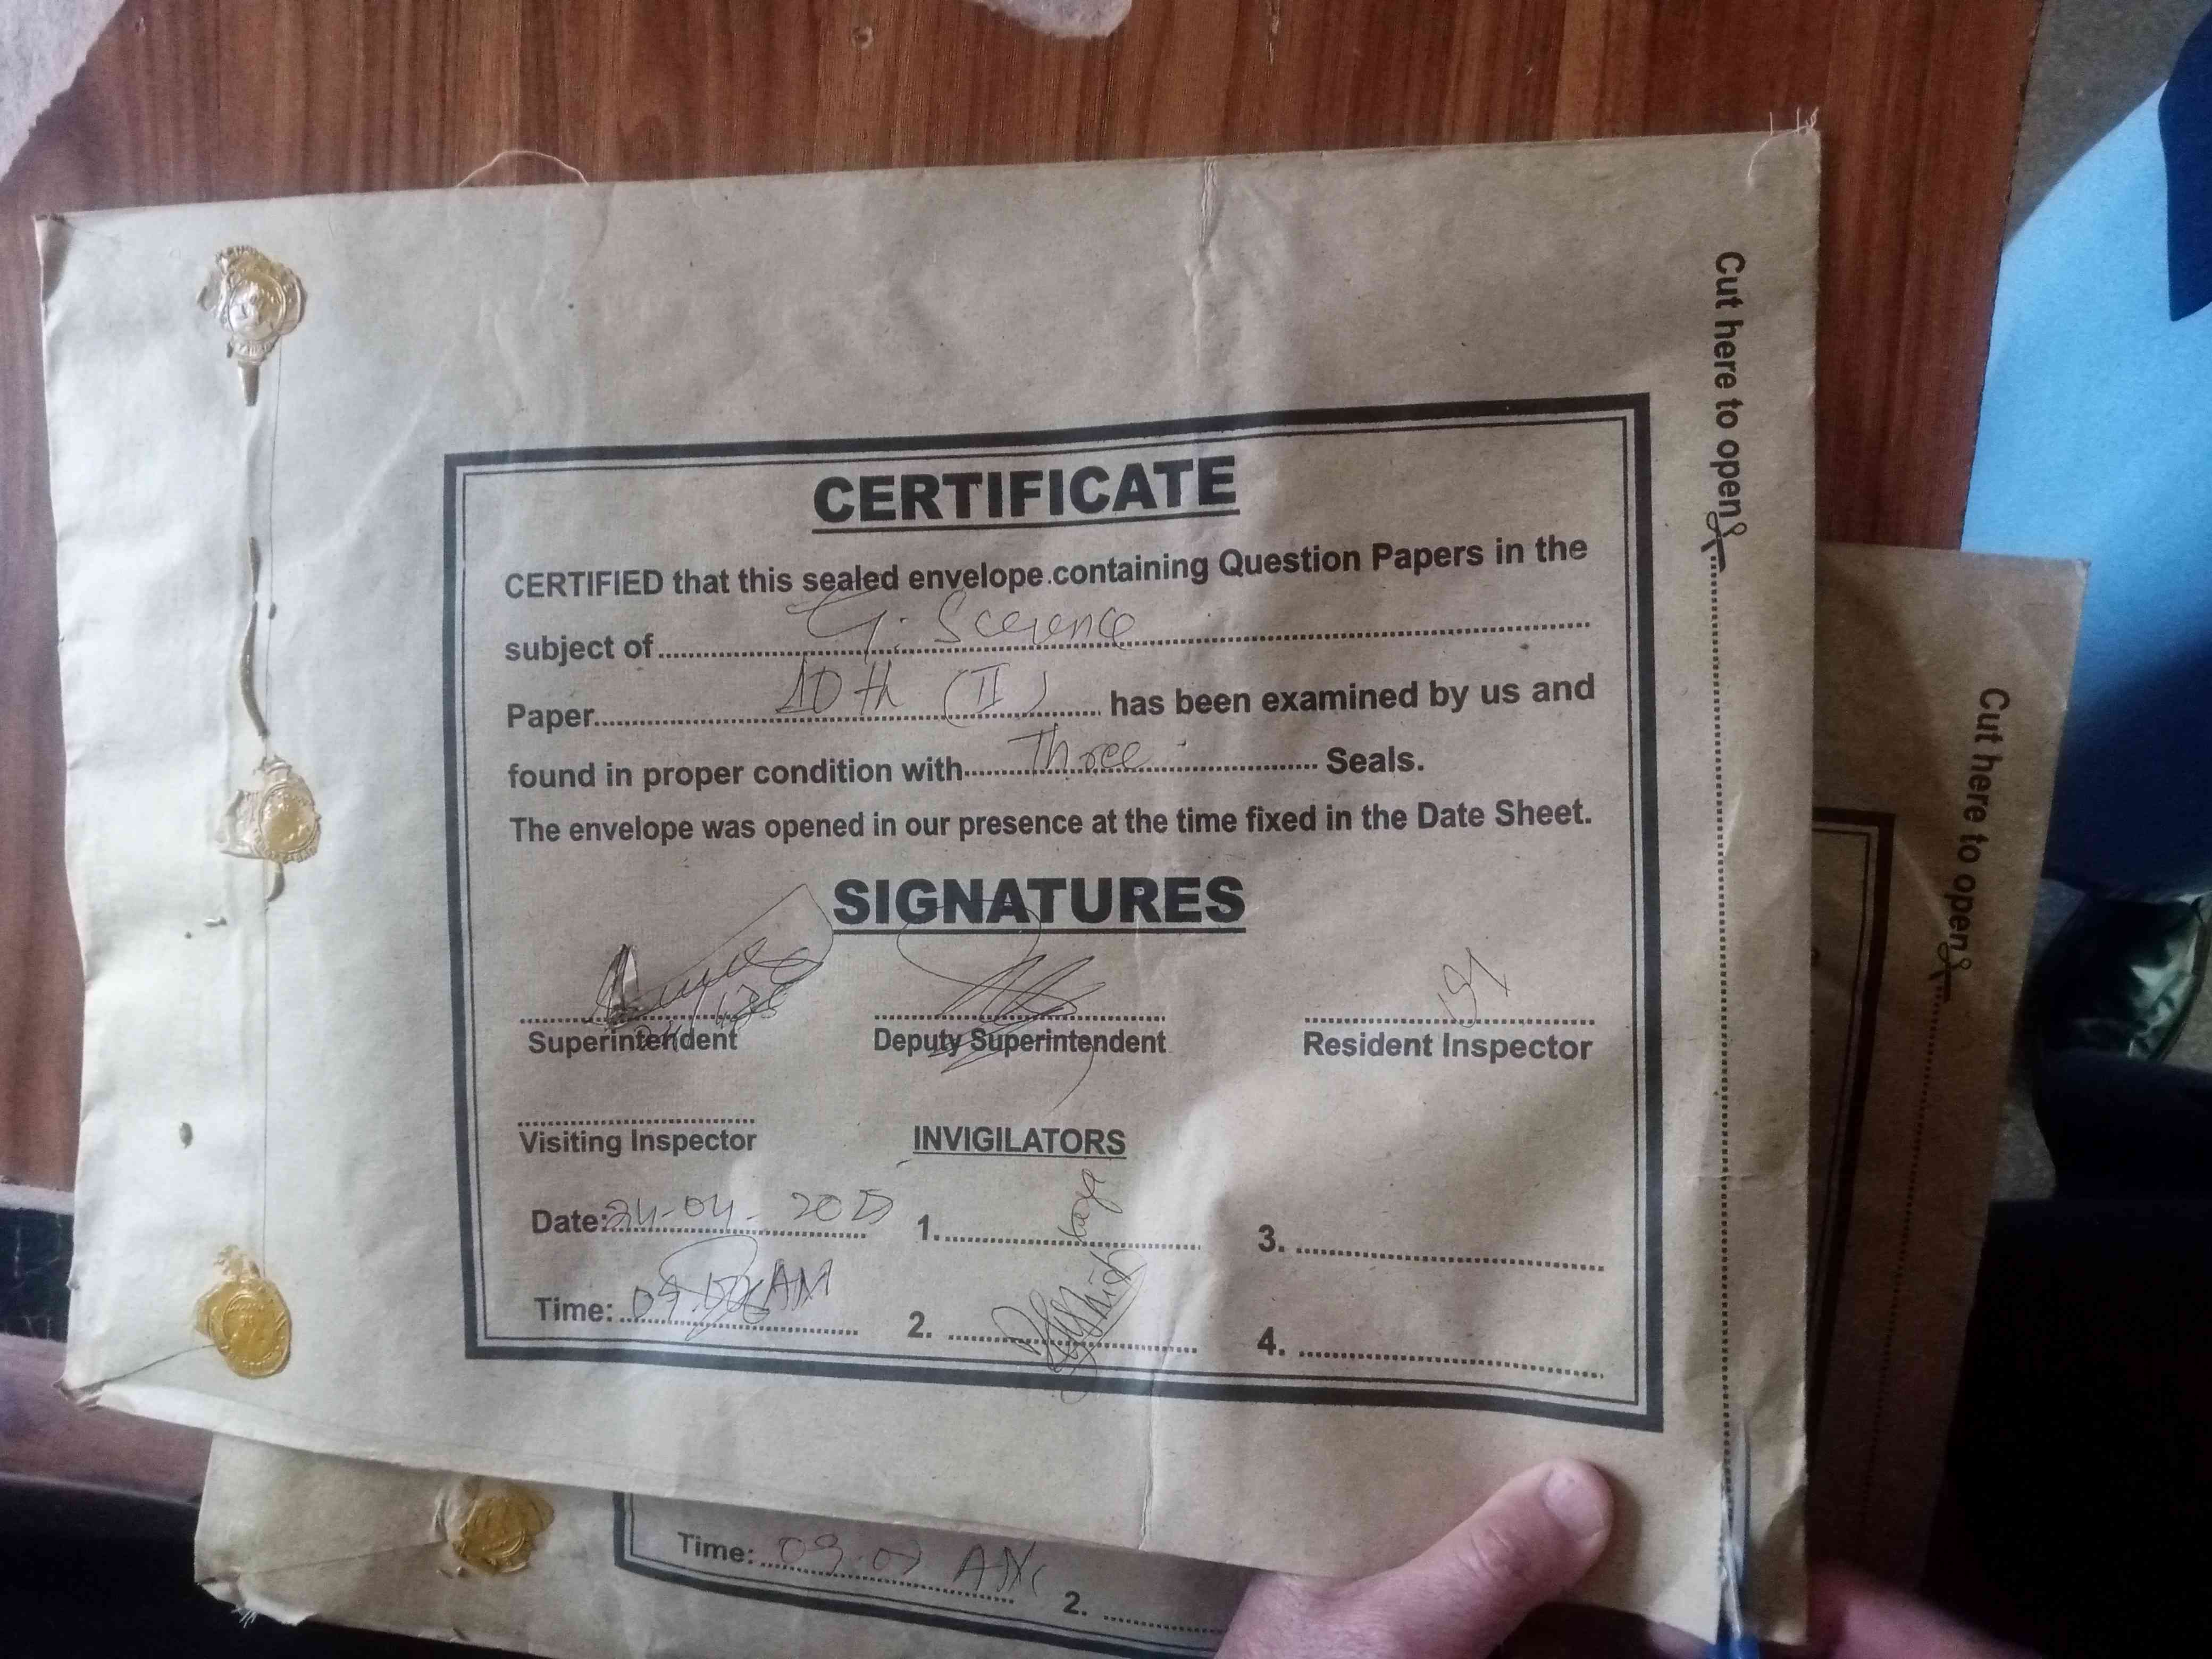 CERTIFICATE
CERTIFIED that this sealed envelope.containing Question Papers in the
subject of G. Scerence
Paper 10th (II) has been examined by us and
found in proper condition with Three Seals.
The envelope was opened in our presence at the time fixed in the Date Sheet.
SIGNATURES
Superintendent Deputy Superintendent Resident Inspector
Visiting Inspector INVIGILATORS
Date: 24-04-2025 1. 3.
Time: AM 2. 4.
Cut here to open
Cut here to open
Time: 09:07 AM 2.